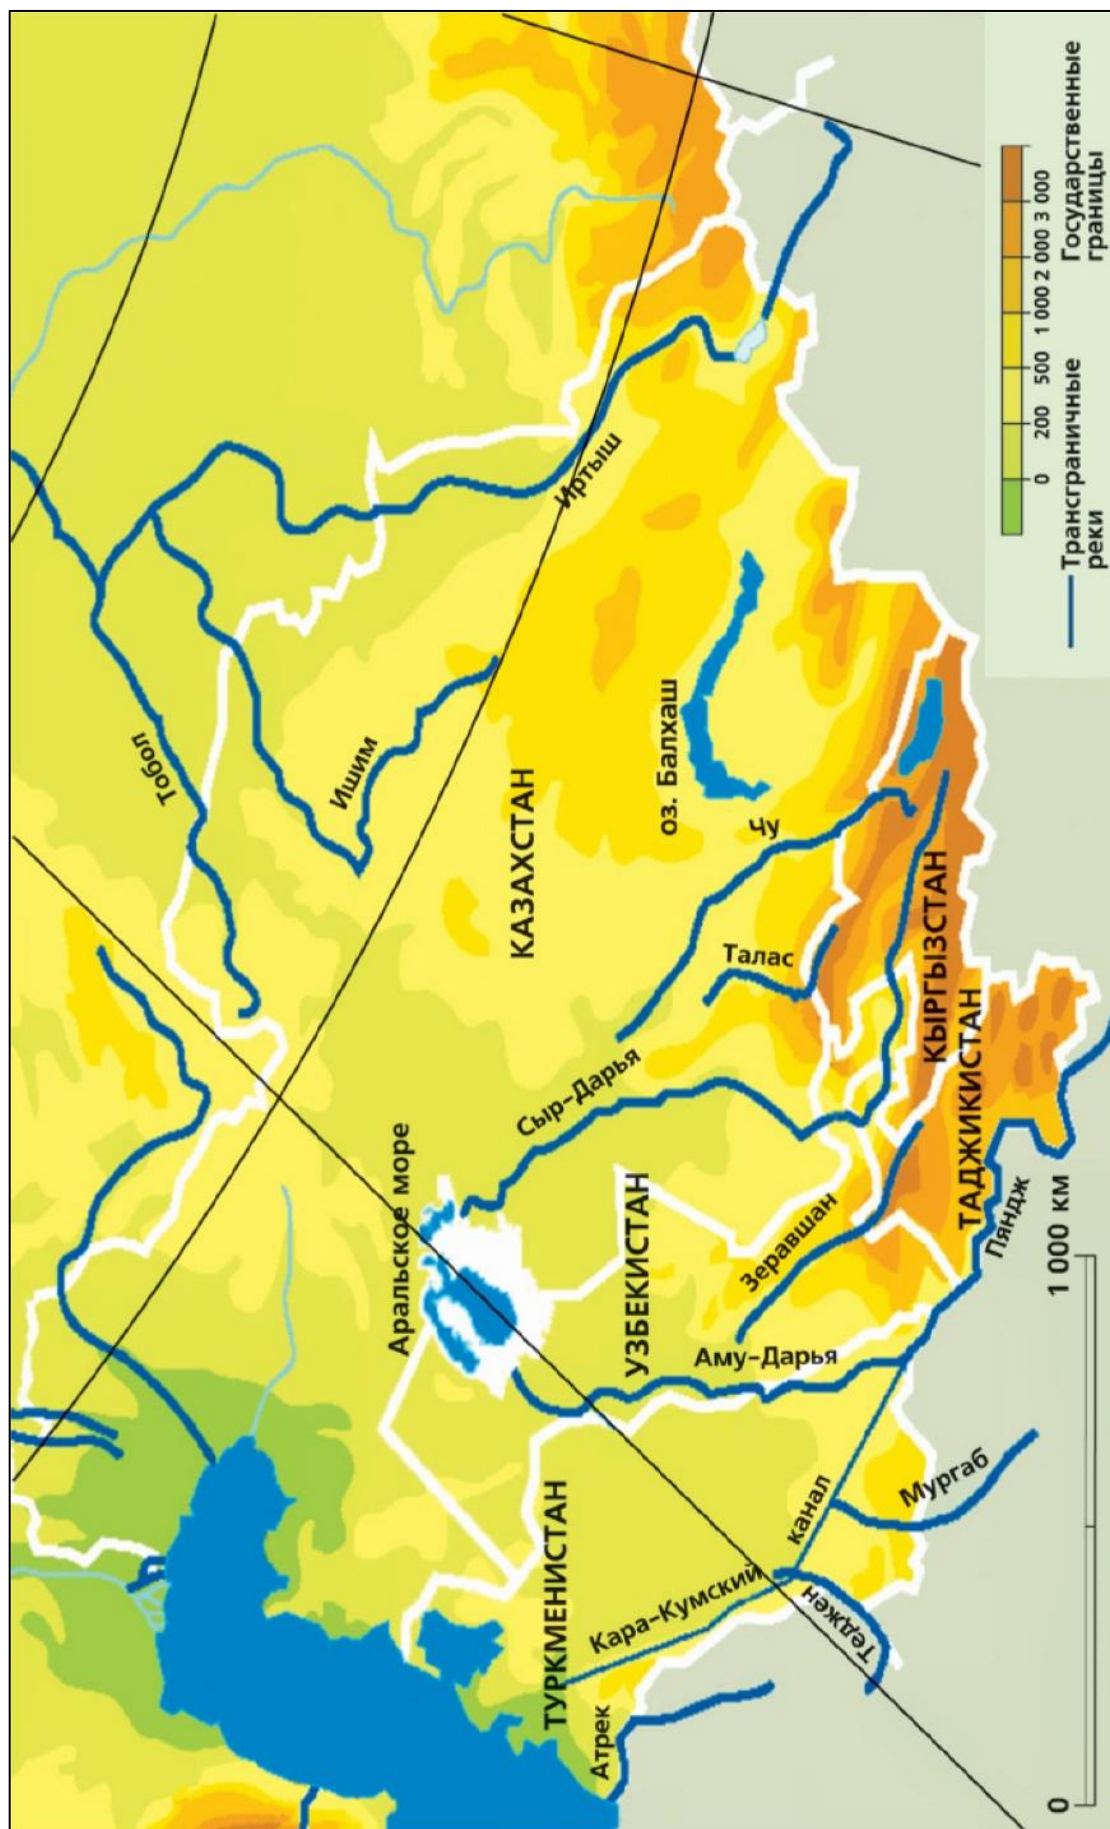 Тобол
Ишим
Иртыш
КАЗАХСТАН
оз. Балхаш
Чу
Талас
Сыр-Дарья
Аральское море
УЗБЕКИСТАН
КЫРГЫЗСТАН
ТАДЖИКИСТАН
Зеравшан
Аму-Дарья
Пяндж
ТУРКМЕНИСТАН
Кара-Кумский
канал
Мургаб
Теджен
Атрек
0
1 000 км
Трансграничные
реки
0
200
500
1 000
2 000
3 000
Государственные
границы